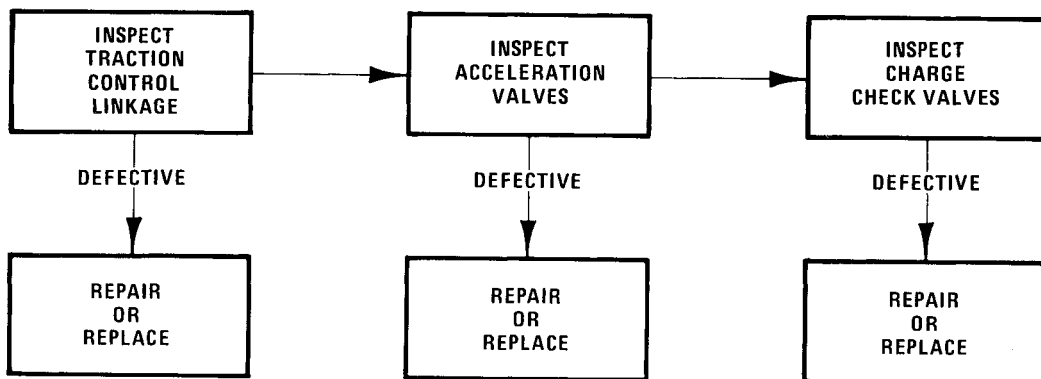 INSPECT
TRACTION
CONTROL
LINKAGE
INSPECT
ACCELERATION
VALVES
INSPECT
CHARGE
CHECK VALVES
DEFECTIVE
DEFECTIVE
DEFECTIVE
REPAIR
OR
REPLACE
REPAIR
OR
REPLACE
REPAIR
OR
REPLACE